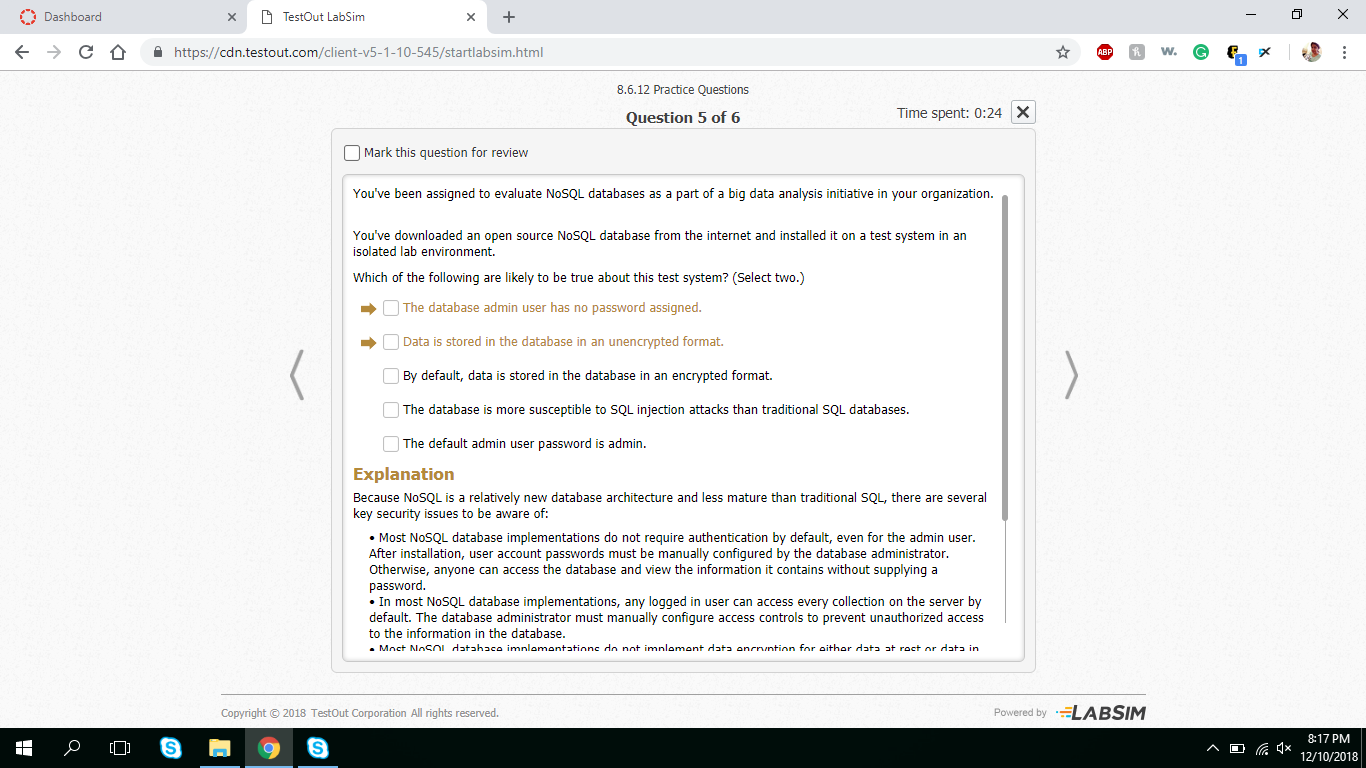 Dashboard
TestOut LabSim
https://cdn.testout.com/client-v5-1-10-545/startlabsim.html
ABP
w.
1
8.6.12 Practice Questions
Question 5 of 6
Time spent: 0:24
Mark this question for review
You've been assigned to evaluate NoSQL databases as a part of a big data analysis initiative in your organization.
You've downloaded an open source NoSQL database from the internet and installed it on a test system in an
isolated lab environment.
Which of the following are likely to be true about this test system? (Select two.)
The database admin user has no password assigned.
Data is stored in the database in an unencrypted format.
By default, data is stored in the database in an encrypted format.
The database is more susceptible to SQL injection attacks than traditional SQL databases.
The default admin user password is admin.
Explanation
Because NoSQL is a relatively new database architecture and less mature than traditional SQL, there are several
key security issues to be aware of:
• Most NoSQL database implementations do not require authentication by default, even for the admin user.
After installation, user account passwords must be manually configured by the database administrator.
Otherwise, anyone can access the database and view the information it contains without supplying a
password.
• In most NoSQL database implementations, any logged in user can access every collection on the server by
default. The database administrator must manually configure access controls to prevent unauthorized access
to the information in the database.
• Most NoSQL database implementations do not implement data encryption for either data at rest or data in
Copyright © 2018 TestOut Corporation All rights reserved.
Powered by LABSIM
8:17 PM
12/10/2018